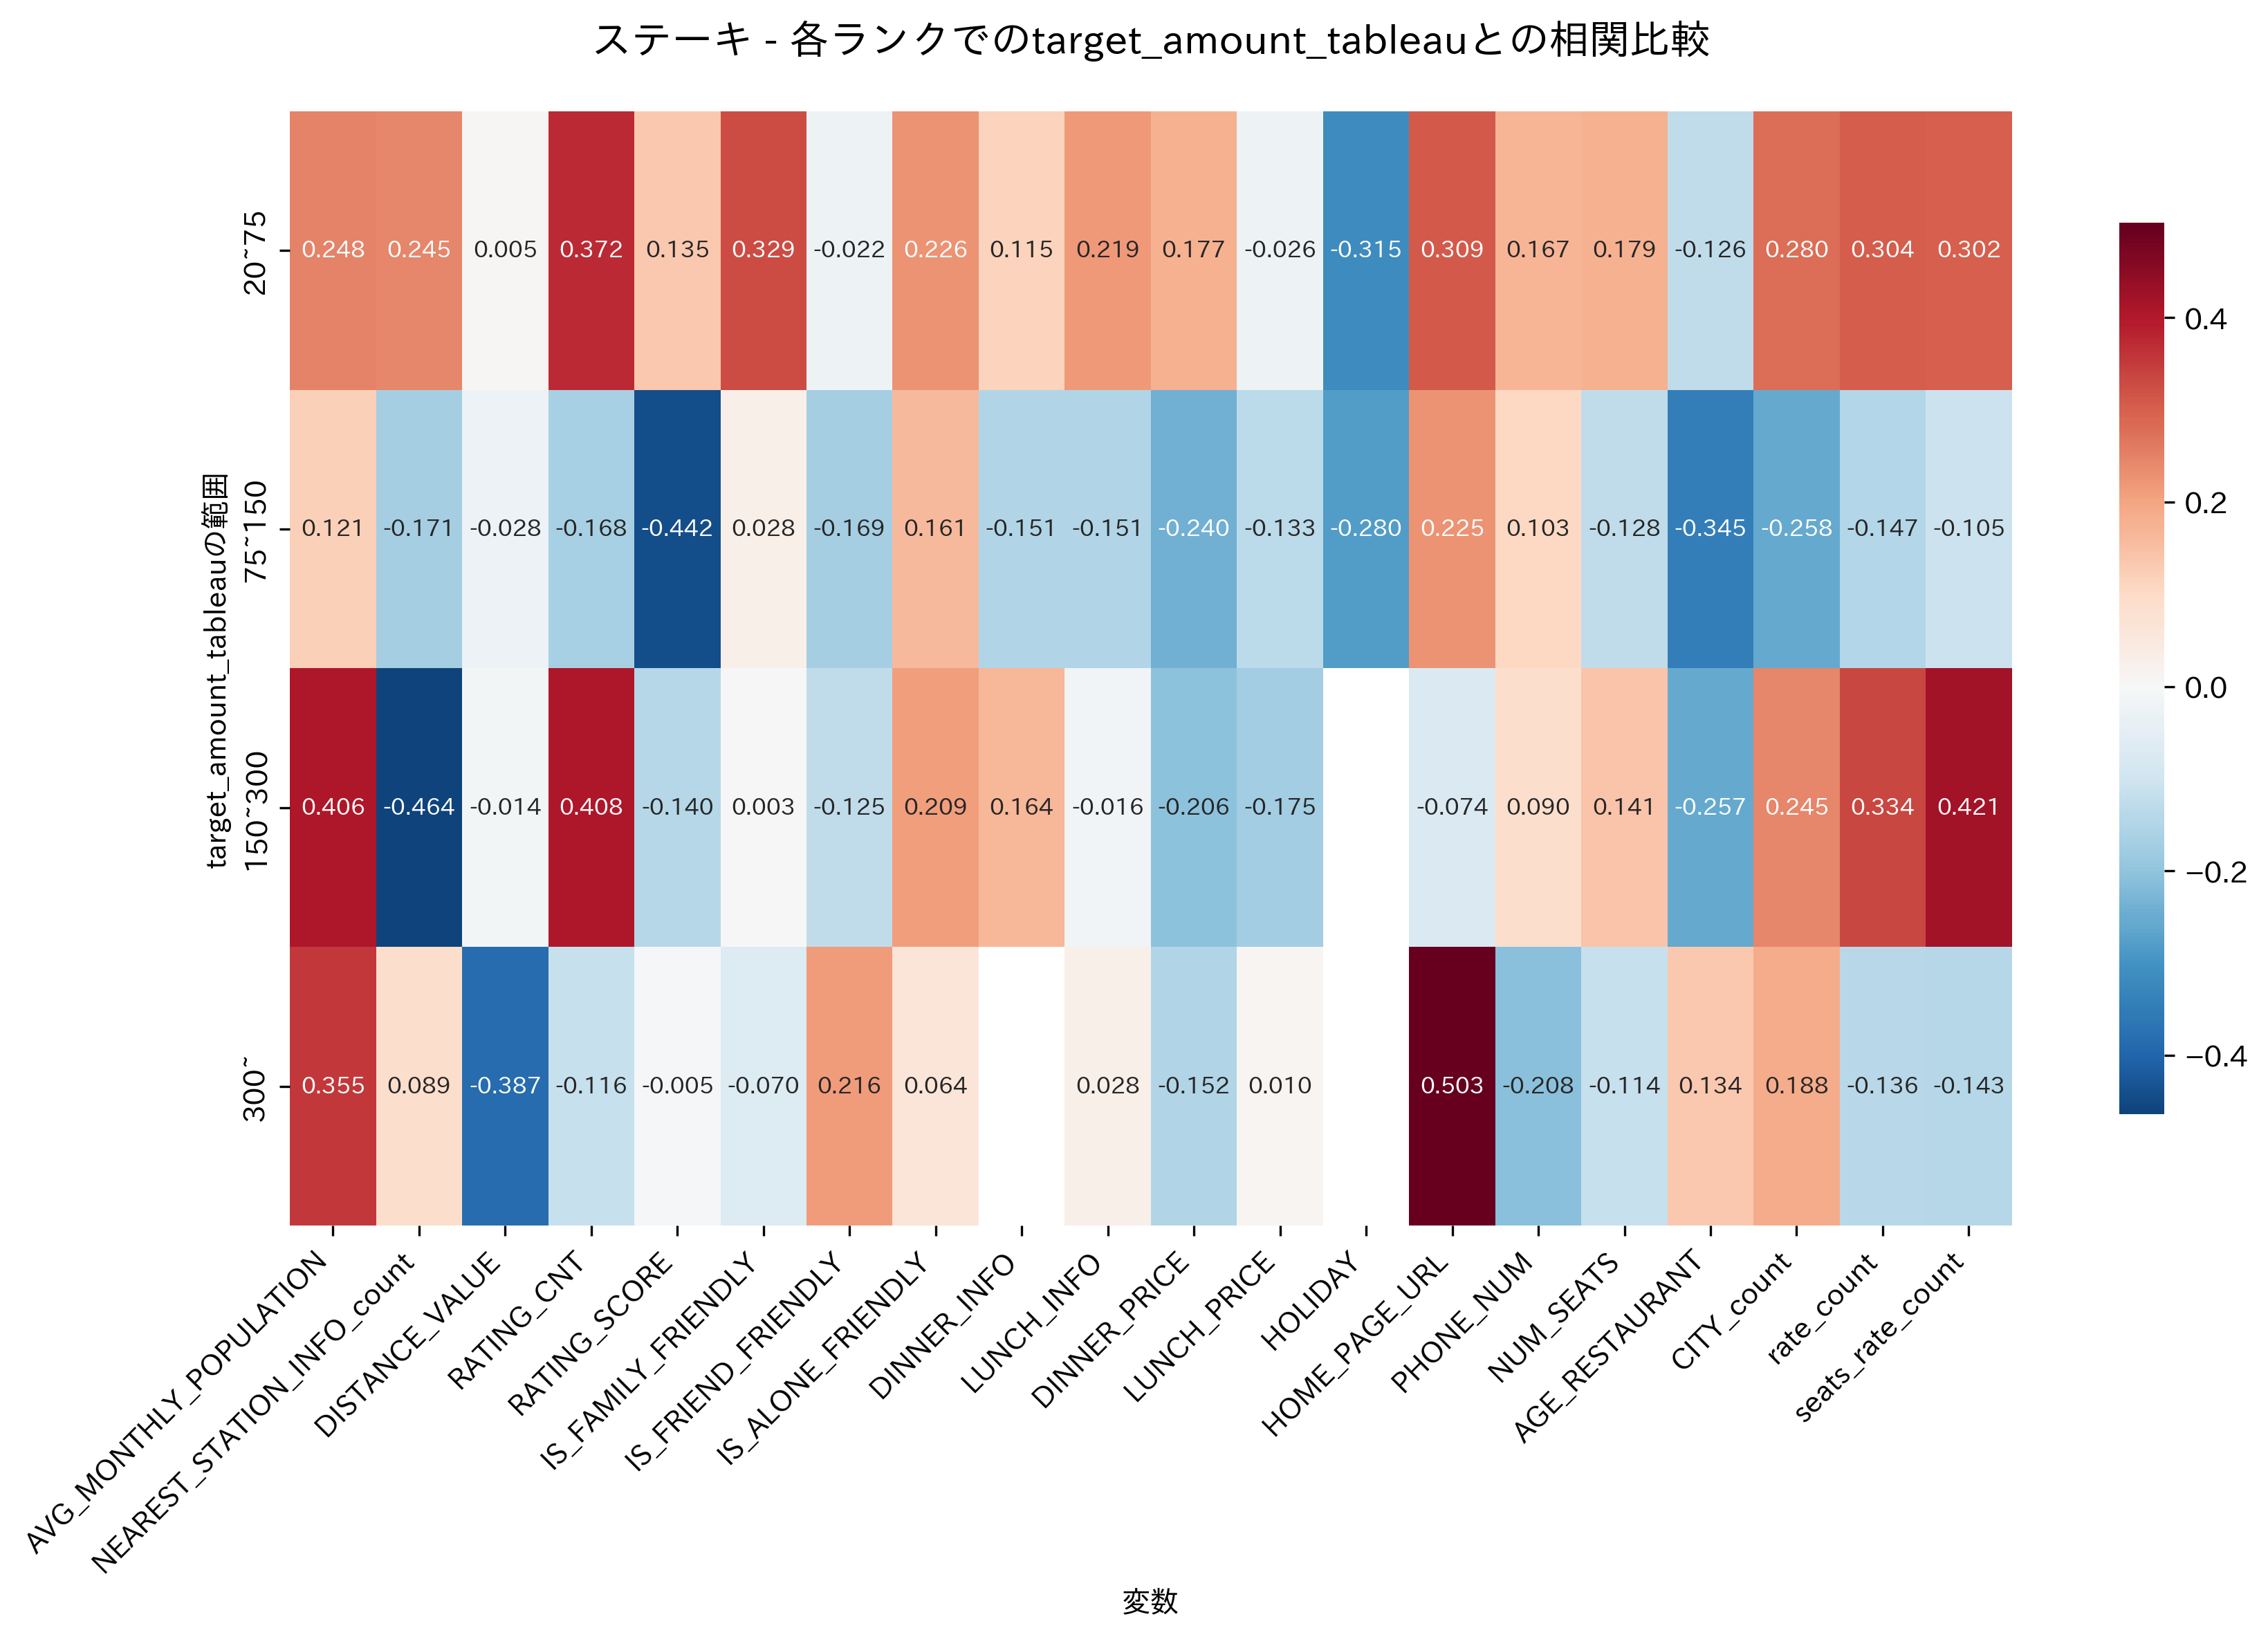 ステーキ - 各ランクでのtarget_amount_tableauとの相関比較
target_amount_tableauの範囲
20~75
0.248 0.245 0.005 0.372 0.135 0.329 -0.022 0.226 0.115 0.219 0.177 -0.026 -0.315 0.309 0.167 0.179 -0.126 0.280 0.304 0.302
75~150
0.121 -0.171 -0.028 -0.168 -0.442 0.028 -0.169 0.161 -0.151 -0.151 -0.240 -0.133 -0.280 0.225 0.103 -0.128 -0.345 -0.258 -0.147 -0.105
150~300
0.406 -0.464 -0.014 0.408 -0.140 0.003 -0.125 0.209 0.164 -0.016 -0.206 -0.175 -0.074 0.090 0.141 -0.257 0.245 0.334 0.421
300~
0.355 0.089 -0.387 -0.116 -0.005 -0.070 0.216 0.064 0.028 -0.152 0.010 0.503 -0.208 -0.114 0.134 0.188 -0.136 -0.143
AVG_MONTHLY_POPULATION
NEAREST_STATION_INFO_count
DISTANCE_VALUE
RATING_CNT
RATING_SCORE
IS_FAMILY_FRIENDLY
IS_FRIEND_FRIENDLY
IS_ALONE_FRIENDLY
DINNER_INFO
LUNCH_INFO
DINNER_PRICE
LUNCH_PRICE
HOLIDAY
HOME_PAGE_URL
PHONE_NUM
NUM_SEATS
AGE_RESTAURANT
CITY_count
rate_count
seats_rate_count
変数
0.4
0.2
0.0
−0.2
−0.4